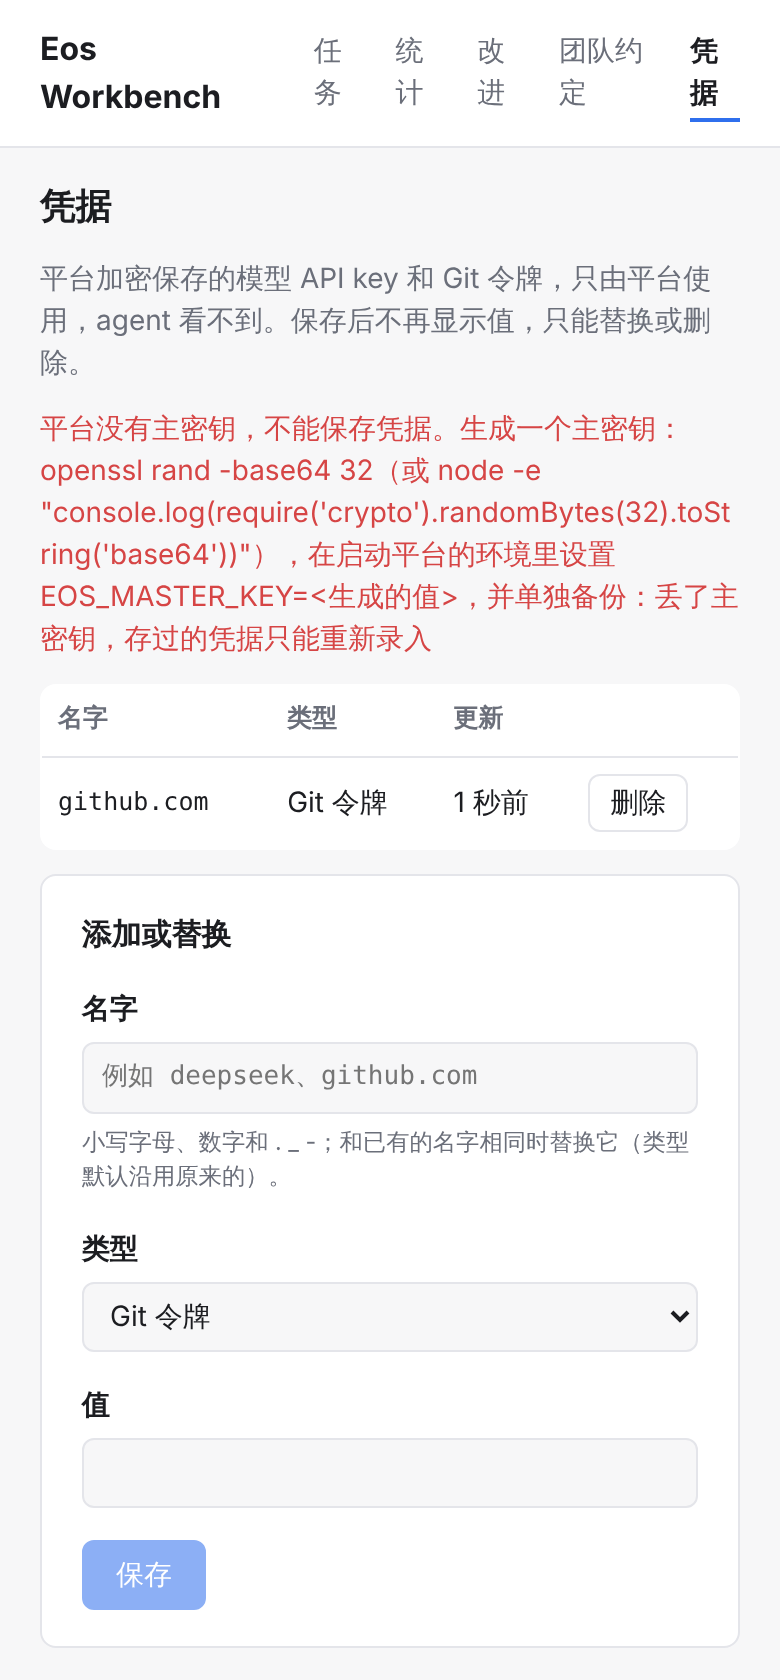 Eos
Workbench
任
务
统
计
改
进
团队约
定
凭
据
凭据
平台加密保存的模型 API key 和 Git 令牌，只由平台使
用，agent 看不到。保存后不再显示值，只能替换或删
除。
平台没有主密钥，不能保存凭据。生成一个主密钥：
openssl rand -base64 32（或 node -e
"console.log(require('crypto').randomBytes(32).toSt
ring('base64'))"），在启动平台的环境里设置
EOS_MASTER_KEY=<生成的值>，并单独备份：丢了主
密钥，存过的凭据只能重新录入
名字 类型 更新
github.com Git 令牌 1 秒前 删除
添加或替换
名字
例如 deepseek、github.com
小写字母、数字和 . _ -；和已有的名字相同时替换它（类型
默认沿用原来的）。
类型
Git 令牌
值
保存